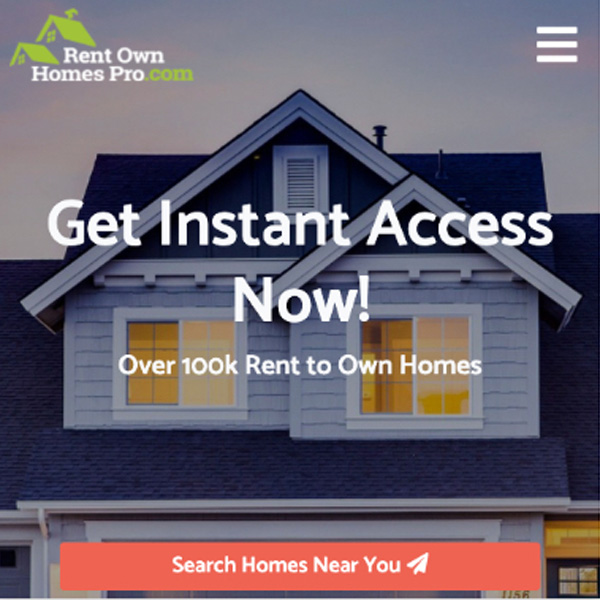 Rent Own
Homes Pro.com
Get Instant Access
Now!
Over 100k Rent to Own Homes
Search Homes Near You
1156